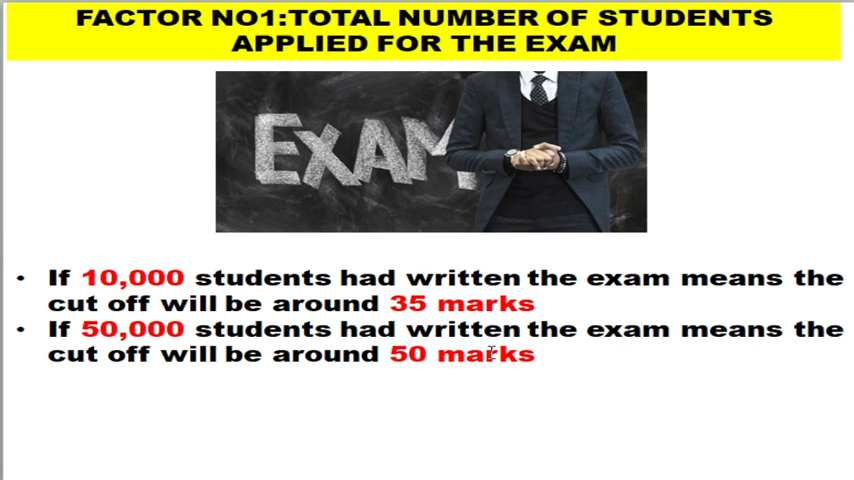 FACTOR NO1:TOTAL NUMBER OF STUDENTS
APPLIED FOR THE EXAM
EXAM
• If 10,000 students had written the exam means the
cut off will be around 35 marks
• If 50,000 students had written the exam means the
cut off will be around 50 marks